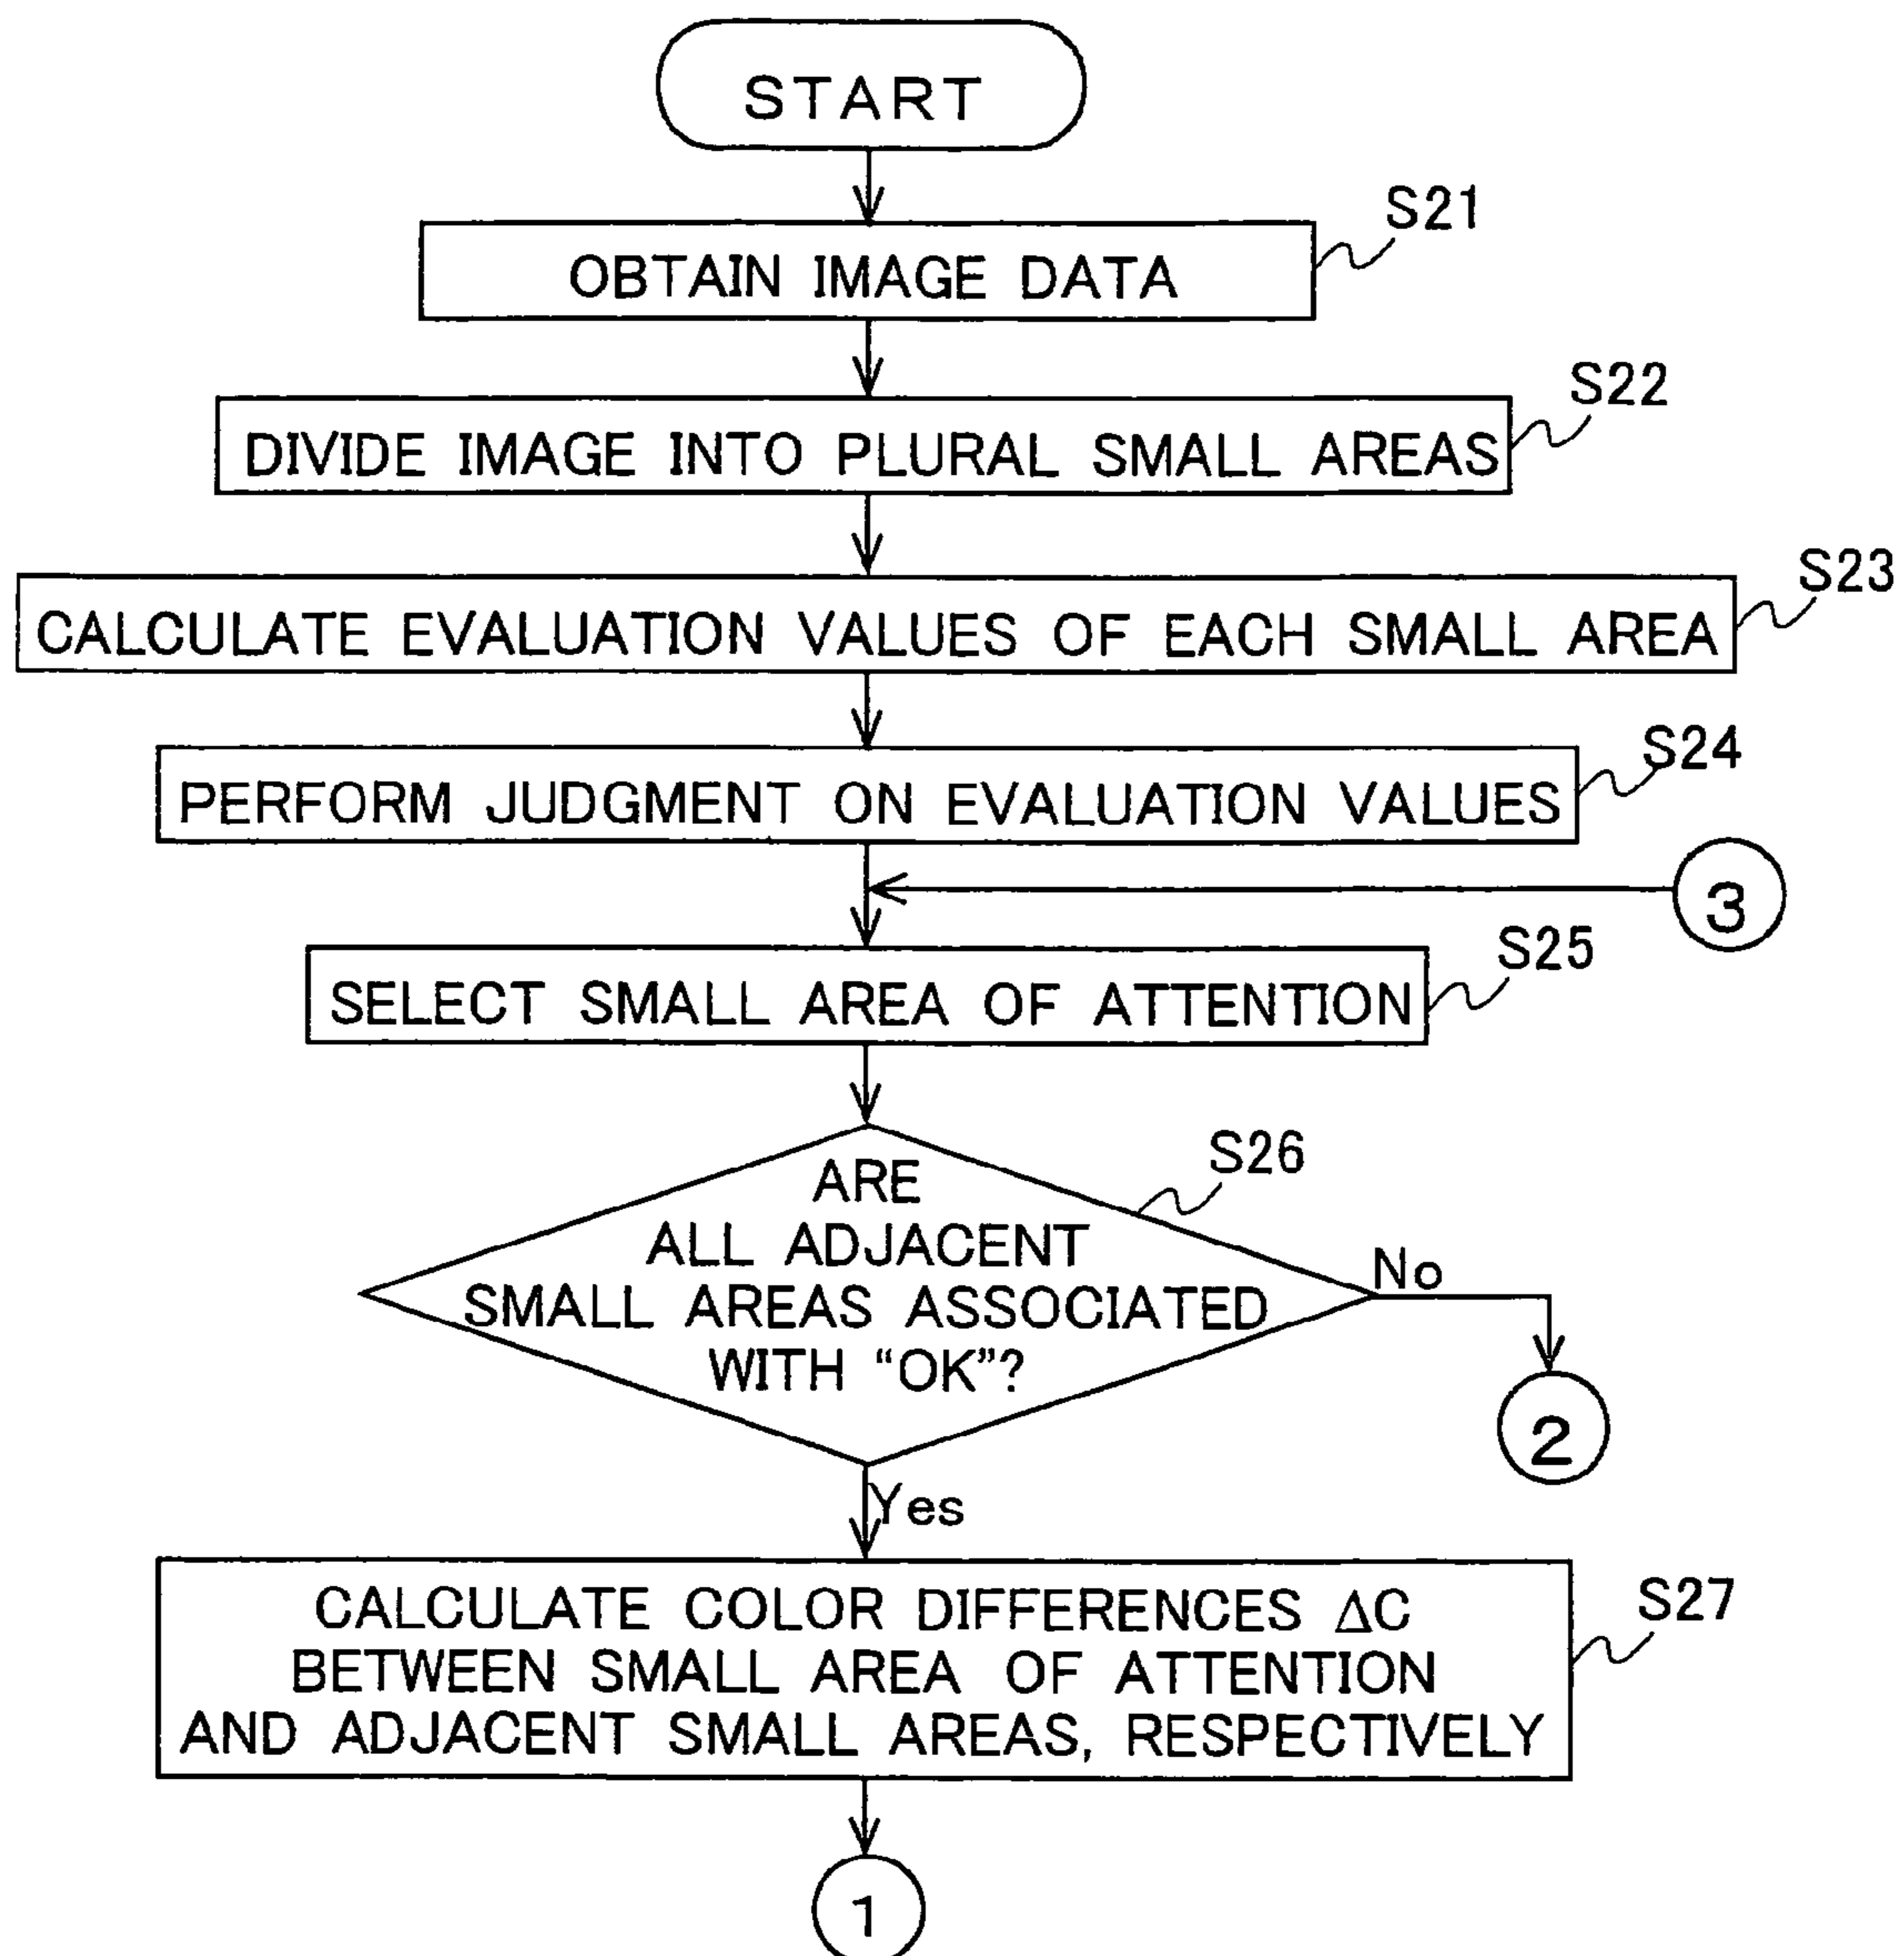 START
S21
OBTAIN IMAGE DATA
S22
DIVIDE IMAGE INTO PLURAL SMALL AREAS
S23
CALCULATE EVALUATION VALUES OF EACH SMALL AREA
S24
PERFORM JUDGMENT ON EVALUATION VALUES
3
S25
SELECT SMALL AREA OF ATTENTION
S26
ARE
ALL ADJACENT
SMALL AREAS ASSOCIATED
WITH “OK”?
No
2
Yes
S27
CALCULATE COLOR DIFFERENCES ΔC
BETWEEN SMALL AREA OF ATTENTION
AND ADJACENT SMALL AREAS, RESPECTIVELY
1